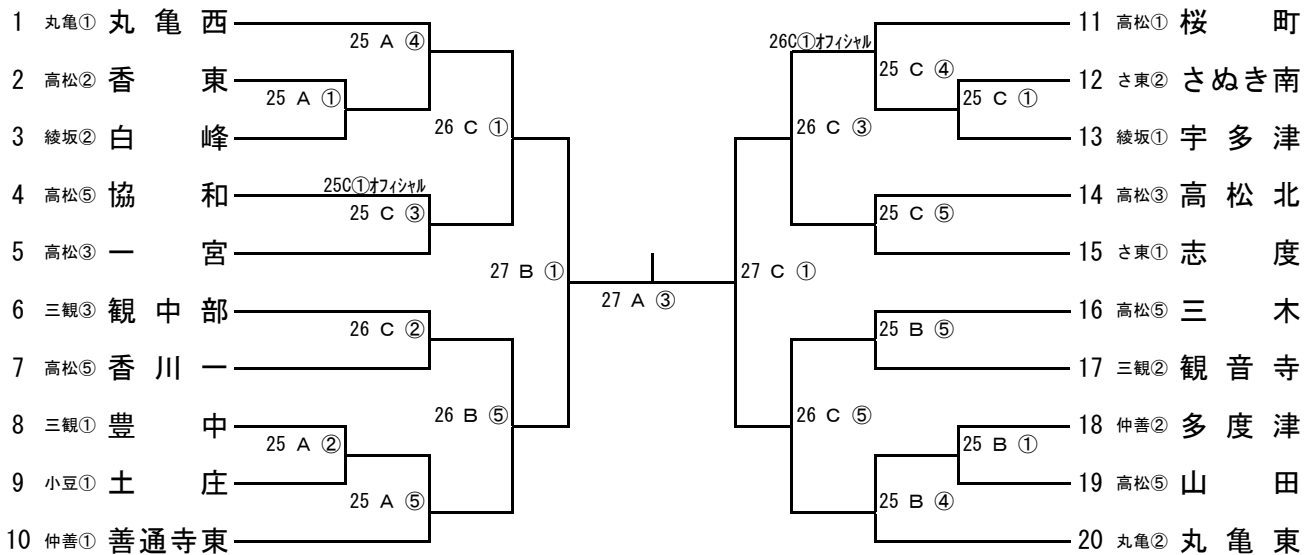 1 丸亀① 丸亀西
25 A ④
2 高松② 香東
25 A ①
3 綾坂② 白峰
26 C ①
4 高松⑤ 協和
25C①オフィシャル
25 C ③
5 高松③ 一宮
27 B ①
6 三観③ 観中部
26 C ②
7 高松⑤ 香川一
26 B ⑤
8 三観① 豊中
25 A ②
9 小豆① 土庄
25 A ⑤
10 仲善① 善通寺東
27 A ③
11 高松① 桜町
26C①オフィシャル
25 C ④
12 さ東② さぬき南
25 C ①
13 綾坂① 宇多津
26 C ③
14 高松③ 高松北
25 C ⑤
15 さ東① 志度
27 C ①
16 高松⑤ 三木
25 B ⑤
17 三観② 観音寺
26 C ⑤
18 仲善② 多度津
25 B ①
19 高松⑤ 山田
25 B ④
20 丸亀② 丸亀東